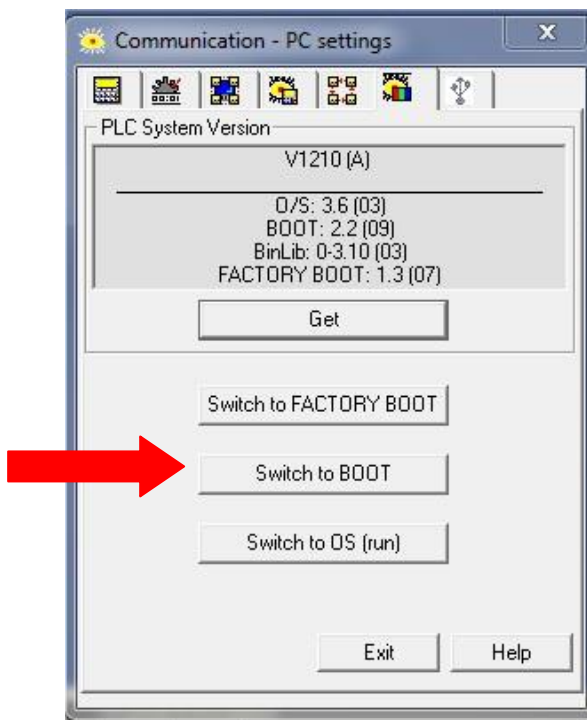 Communication - PC settings
PLC System Version
V1210 (A)
O/S: 3.6 (03)
BOOT: 2.2 (09)
BinLib: 0-3.10 (03)
FACTORY BOOT: 1.3 (07)
Get
Switch to FACTORY BOOT
Switch to BOOT
Switch to OS (run)
Exit
Help